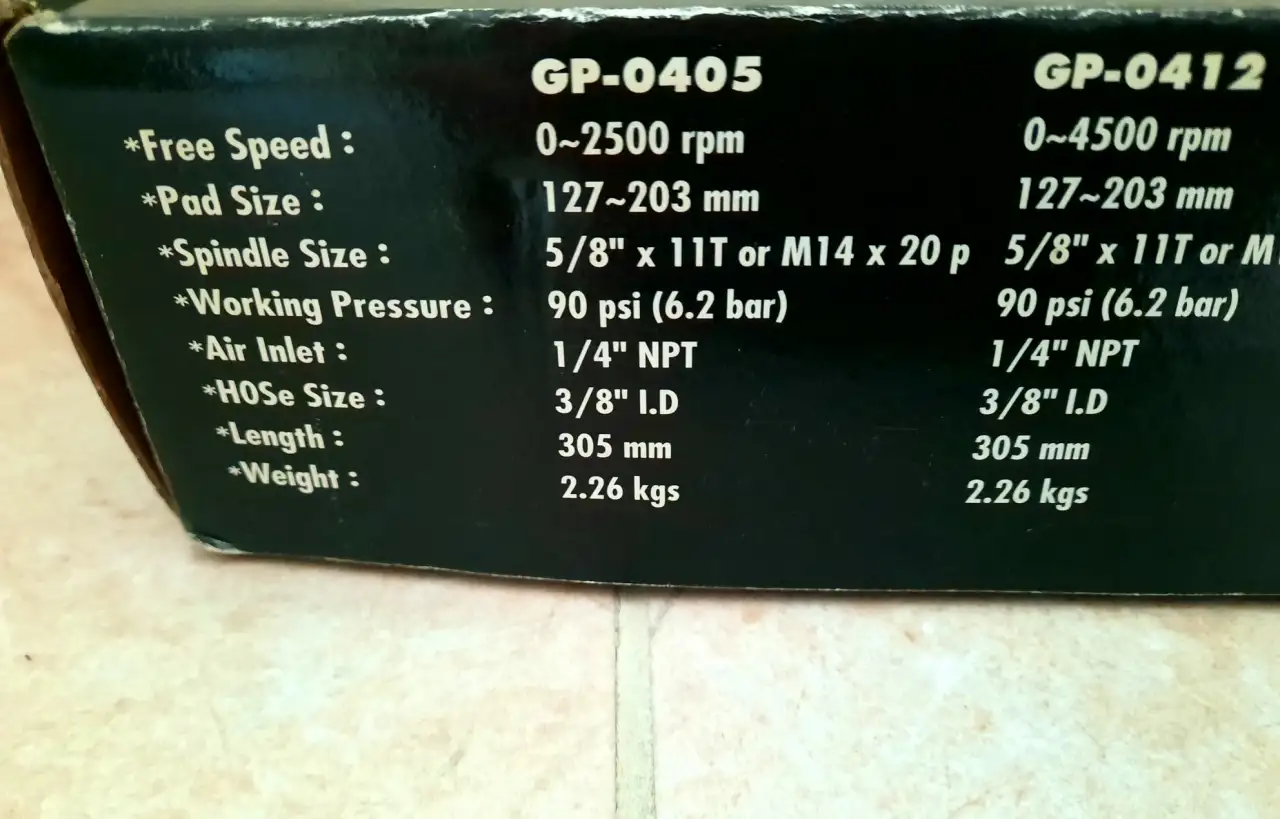 GP-0405 GP-0412
*Free Speed : 0~2500 rpm 0~4500 rpm
*Pad Size : 127~203 mm 127~203 mm
*Spindle Size : 5/8" x 11T or M14 x 20 p 5/8" x 11T or M
*Working Pressure : 90 psi (6.2 bar) 90 psi (6.2 bar)
*Air Inlet : 1/4" NPT 1/4" NPT
*HOSe Size : 3/8" I.D 3/8" I.D
*Length : 305 mm 305 mm
*Weight : 2.26 kgs 2.26 kgs